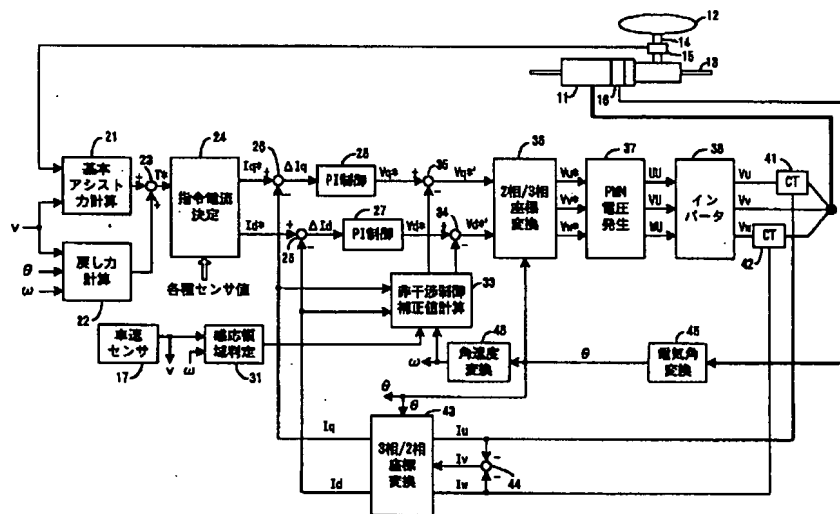 12
14
15
13
11
16
21
基本
アシスト
力計算
23
T*
24
指令電流
決定
各種センサ値
Iq*
26
ΔIq
28
PI制御
Vq*
36
Vq*'
Id*
25
ΔId
27
PI制御
Vd*
34
Vd*'
35
2相/3相
座標
変換
Vu*
Vv*
Vw*
37
PWM
電圧
発生
UU
VU
WU
38
イン
バータ
Vu
Vv
Vw
41
CT
CT
42
ν
θ
ω
戻し力
計算
22
33
非干渉制御
補正値計算
車速
センサ
17
ν
ω
感応領
域判定
31
ω
48
角速度
変換
θ
45
電気角
変換
θ
θ
43
3相/2相
座標
変換
Iq
Id
Iu
Iv
Iw
44